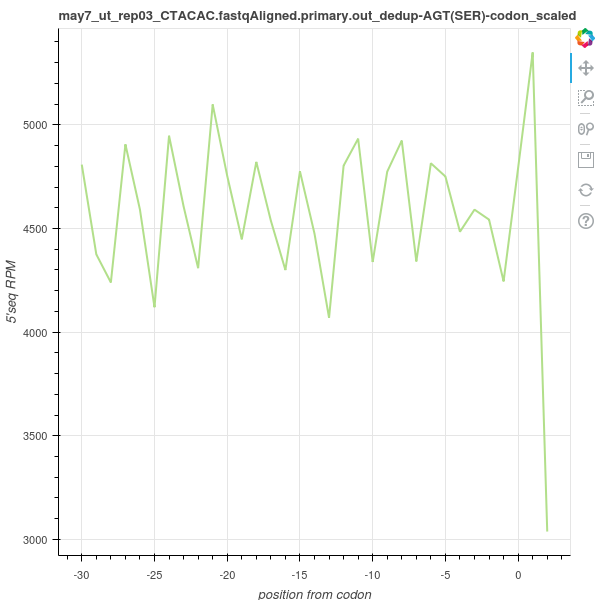 may7_ut_rep03_CTACAC.fastqAligned.primary.out_dedup-AGT(SER)-codon_scaled
5000
4500
4000
3500
3000
5'seq RPM
-30 -25 -20 -15 -10 -5 0
position from codon